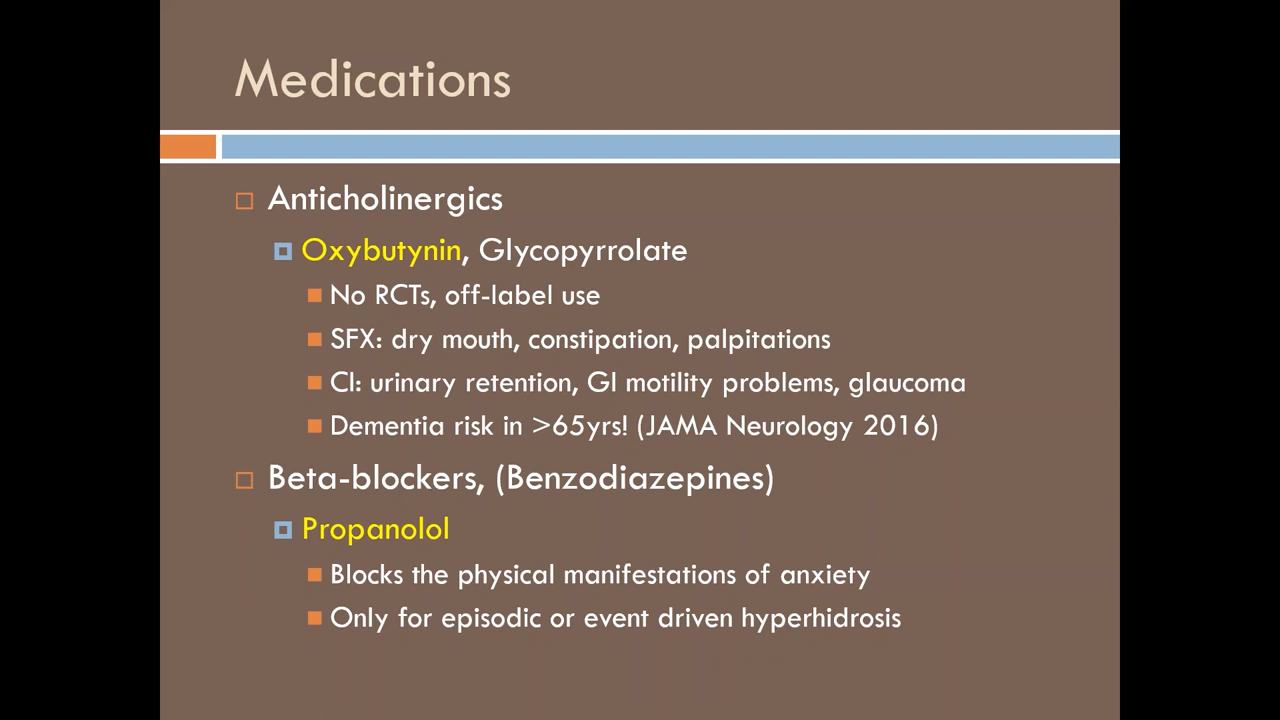 Medications
Anticholinergics
Oxybutynin, Glycopyrrolate
No RCTs, off-label use
SFX: dry mouth, constipation, palpitations
CI: urinary retention, GI motility problems, glaucoma
Dementia risk in >65yrs! (JAMA Neurology 2016)
Beta-blockers, (Benzodiazepines)
Propanolol
Blocks the physical manifestations of anxiety
Only for episodic or event driven hyperhidrosis